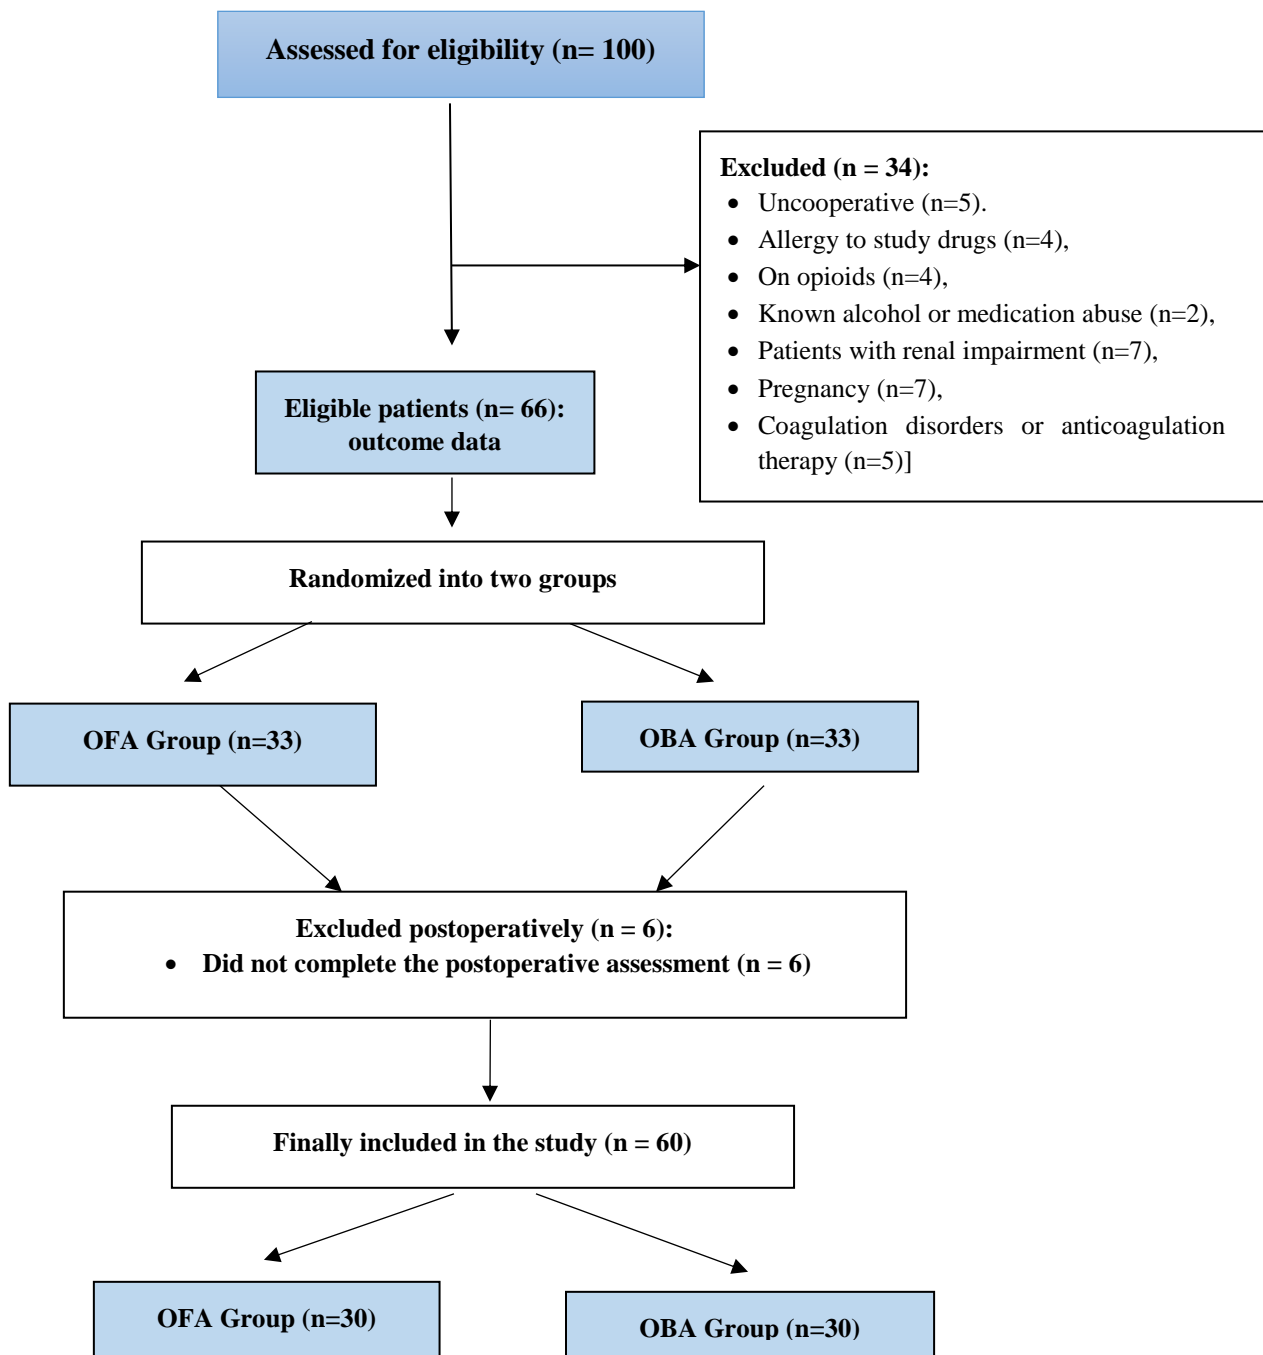 Assessed for eligibility (n= 100)
Excluded (n = 34):
• Uncooperative (n=5).
• Allergy to study drugs (n=4),
• On opioids (n=4),
• Known alcohol or medication abuse (n=2),
• Patients with renal impairment (n=7),
• Pregnancy (n=7),
• Coagulation disorders or anticoagulation
therapy (n=5)]
Eligible patients (n= 66):
outcome data
Randomized into two groups
OFA Group (n=33)
OBA Group (n=33)
Excluded postoperatively (n = 6):
• Did not complete the postoperative assessment (n = 6)
Finally included in the study (n = 60)
OFA Group (n=30)
OBA Group (n=30)